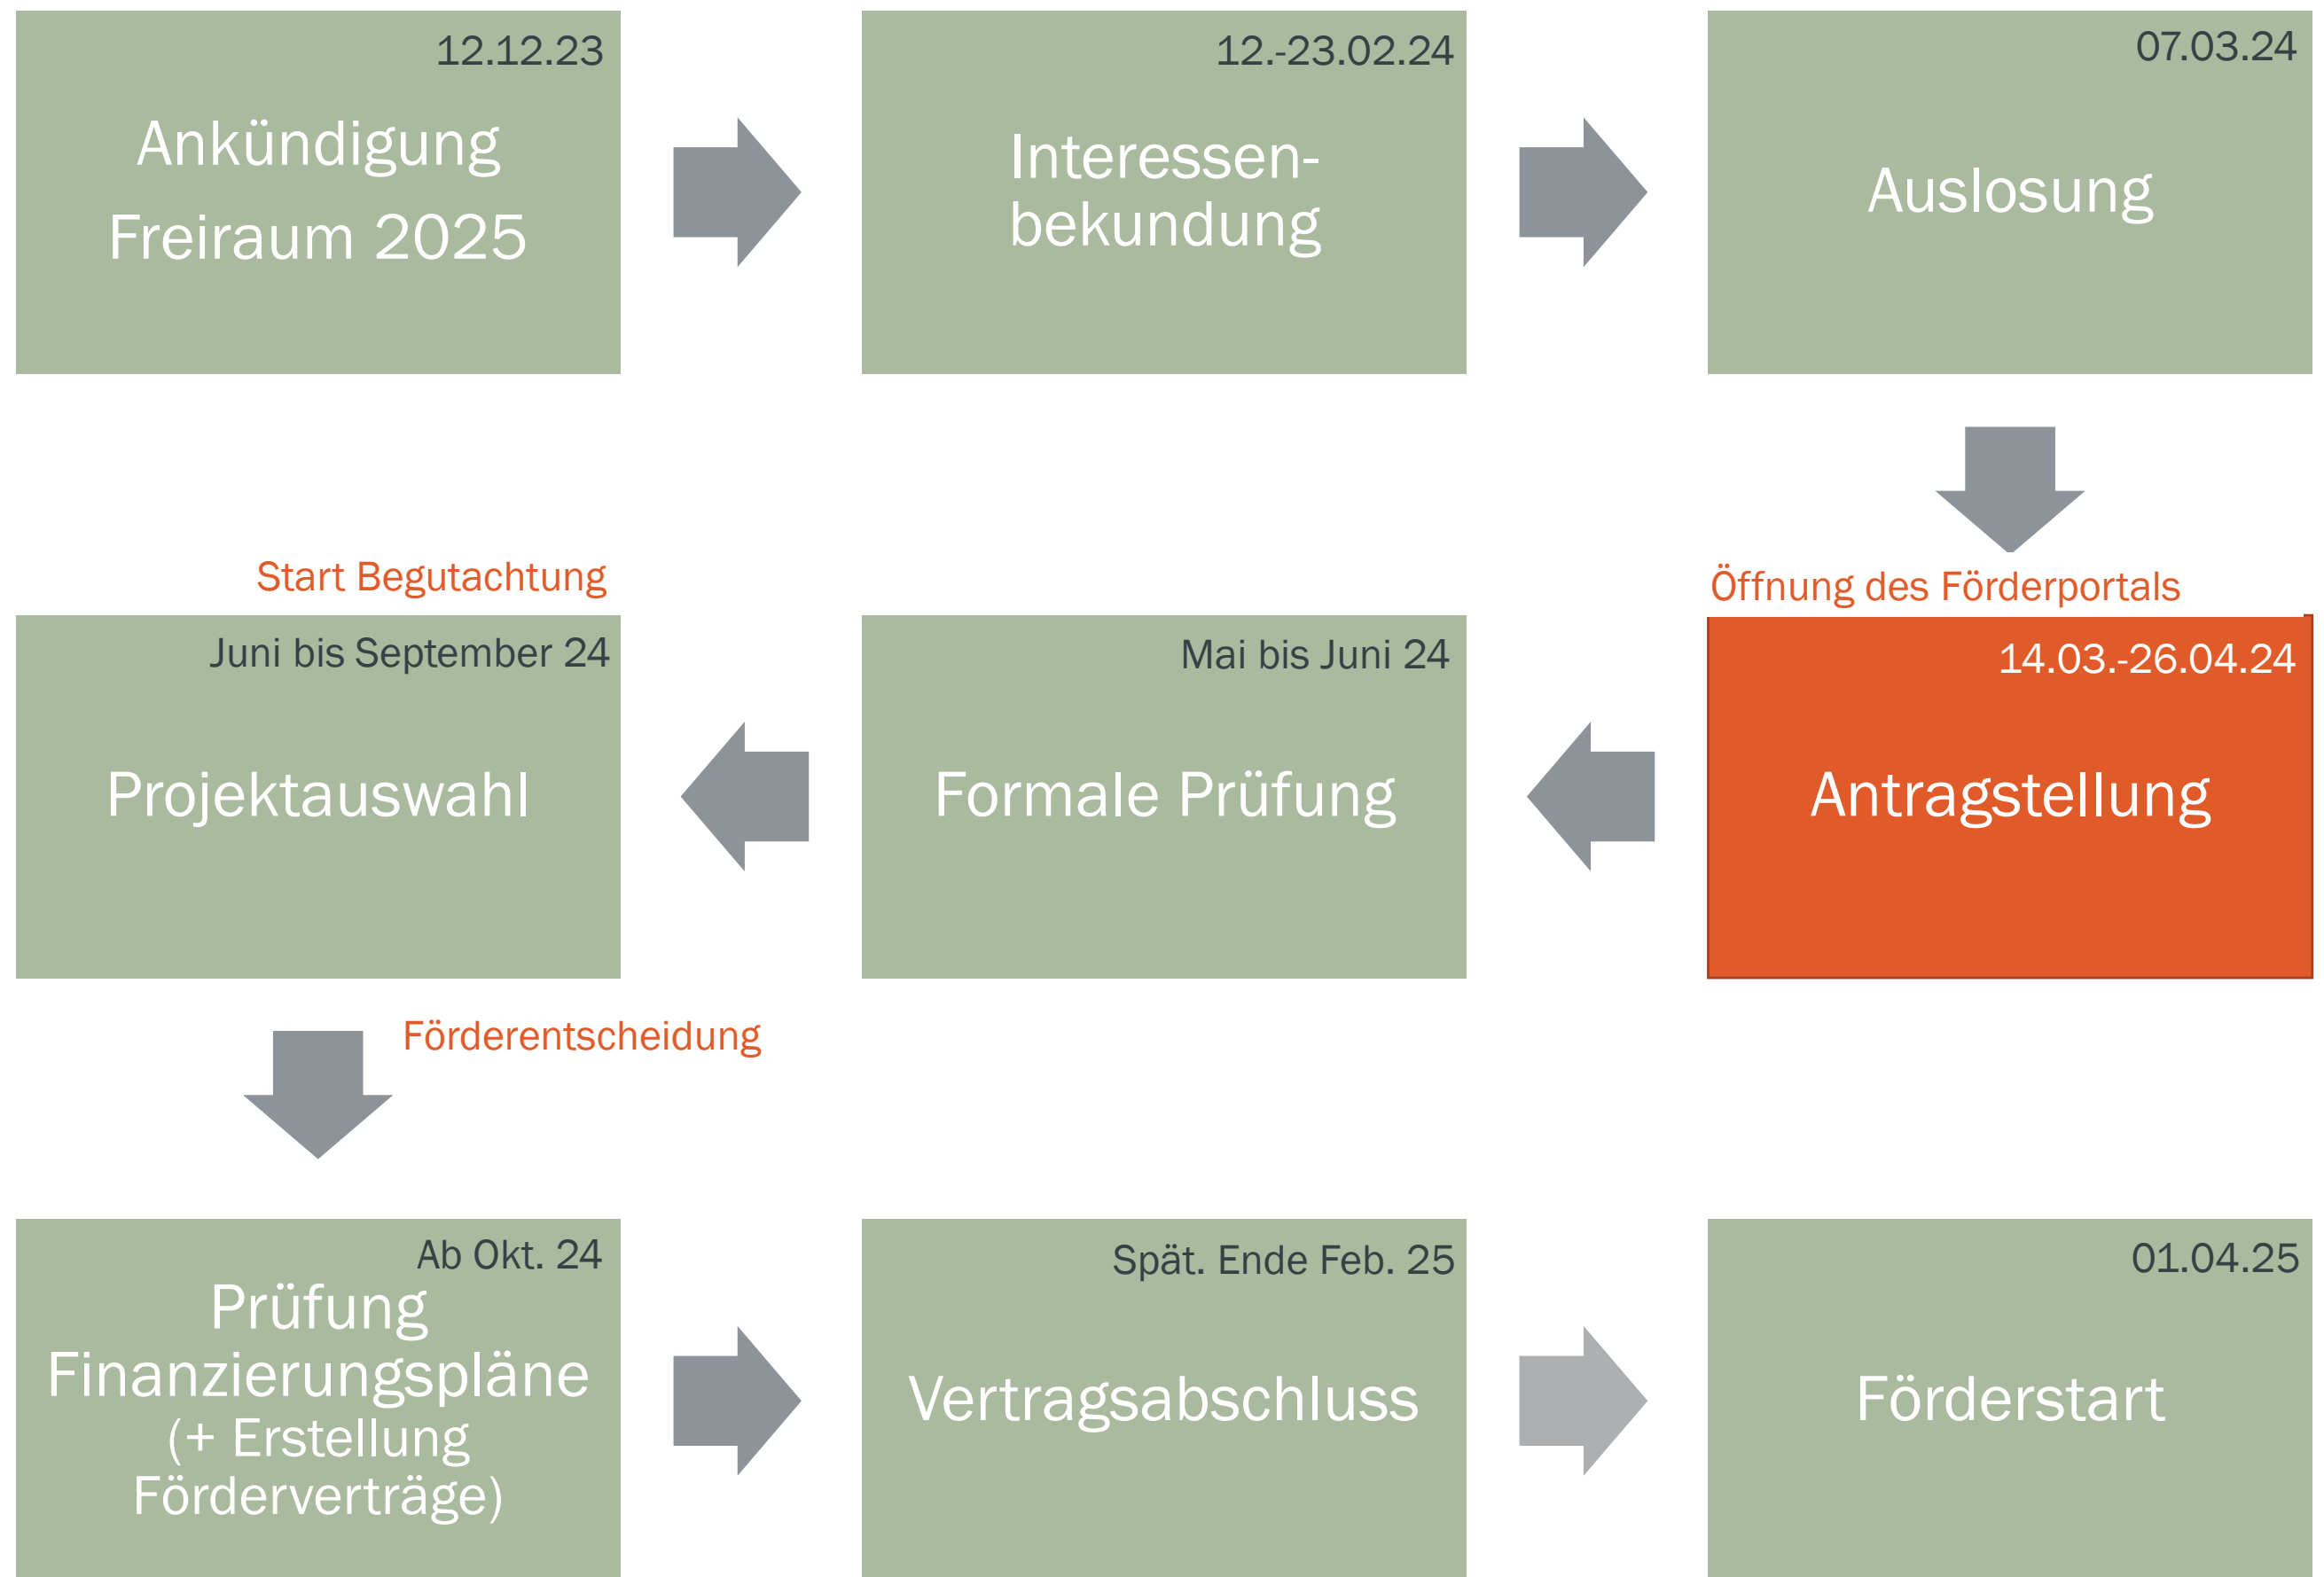 12.12.23
Ankündigung
Freiraum 2025
12.-23.02.24
Interessen-
bekundung
07.03.24
Auslosung
Öffnung des Förderportals
14.03.-26.04.24
Antragstellung
Mai bis Juni 24
Formale Prüfung
Start Begutachtung
Juni bis September 24
Projektauswahl
Förderentscheidung
Ab Okt. 24
Prüfung
Finanzierungspläne
(+ Erstellung
Förderverträge)
Spät. Ende Feb. 25
Vertragsabschluss
01.04.25
Förderstart